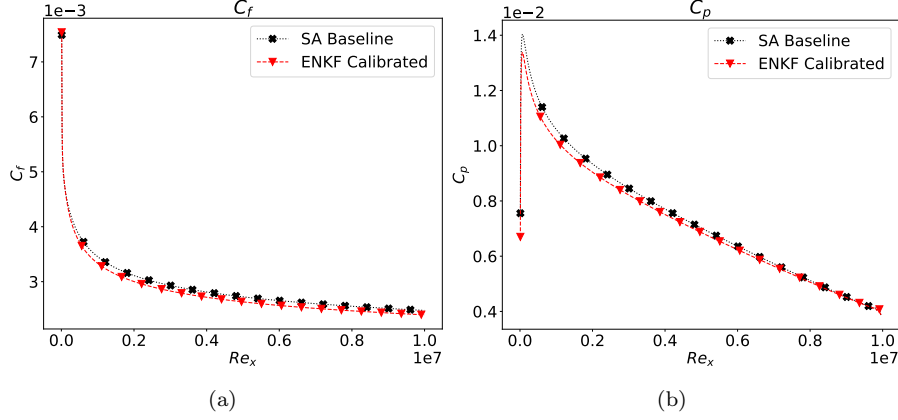 1e−3
C_f
SA Baseline
ENKF Calibrated
7
6
5
4
3
C_f
0.0 0.2 0.4 0.6 0.8 1.0
Re_x
1e7
(a)
1e−2
C_p
SA Baseline
ENKF Calibrated
1.4
1.2
1.0
0.8
0.6
0.4
C_p
0.0 0.2 0.4 0.6 0.8 1.0
Re_x
1e7
(b)